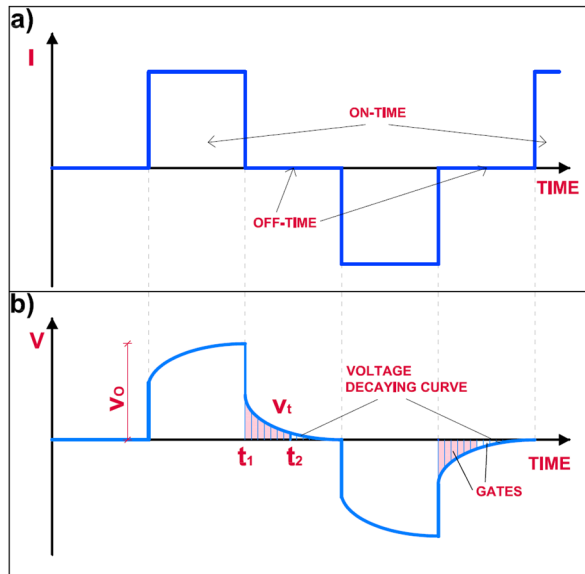 a)
I
ON-TIME
TIME
OFF-TIME
b)
V
VOLTAGE
DECAYING CURVE
Vo
Vt
t1
t2
TIME
GATES